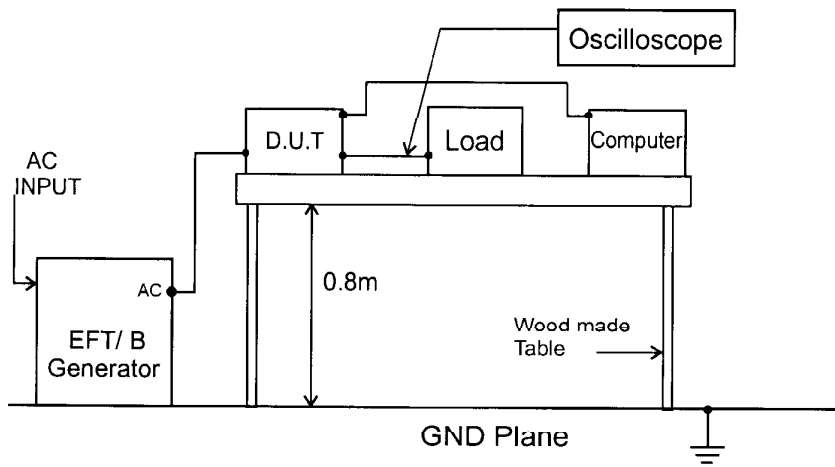 Oscilloscope
D.U.T
Load
Computer
AC
INPUT
AC
EFT/ B
Generator
0.8m
Wood made
Table
GND Plane